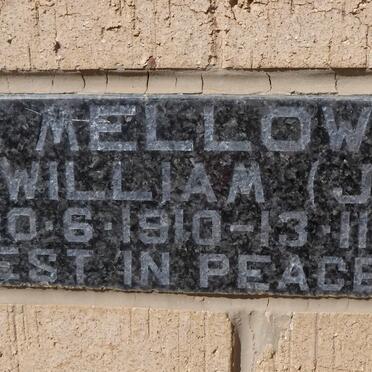 MELLOW
WILLIAM (J
0·6·1910-13·11
EST IN PEACE